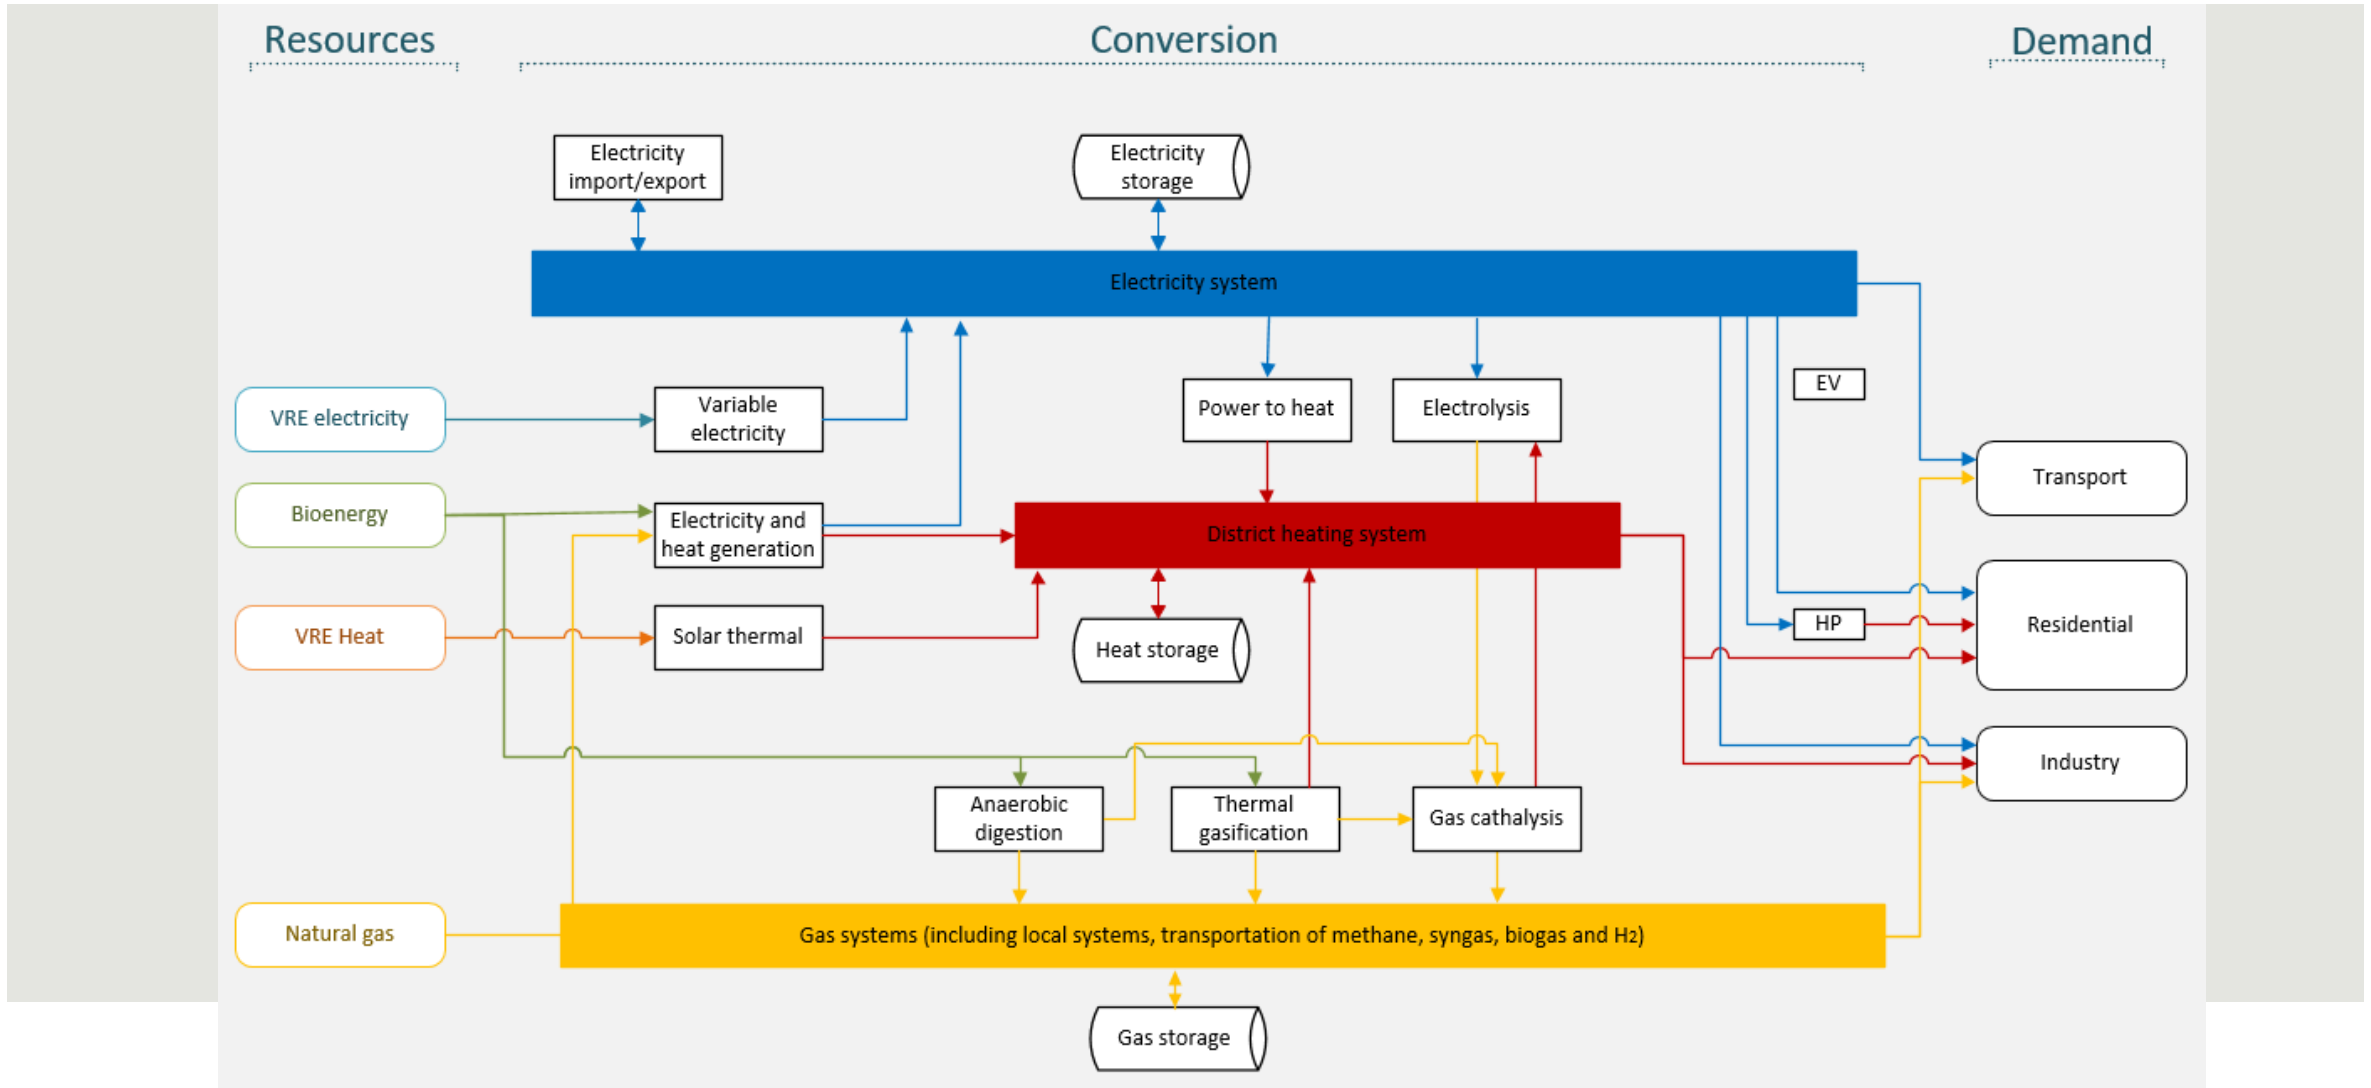 Resources
Conversion
Demand
Electricity
import/export
Electricity
storage
Electricity system
VRE electricity
Variable
electricity
Power to heat
Electrolysis
EV
Transport
Bioenergy
Electricity and
heat generation
District heating system
VRE Heat
Solar thermal
Heat storage
HP
Residential
Industry
Anaerobic
digestion
Thermal
gasification
Gas cathalysis
Natural gas
Gas systems (including local systems, transportation of methane, syngas, biogas and H2)
Gas storage